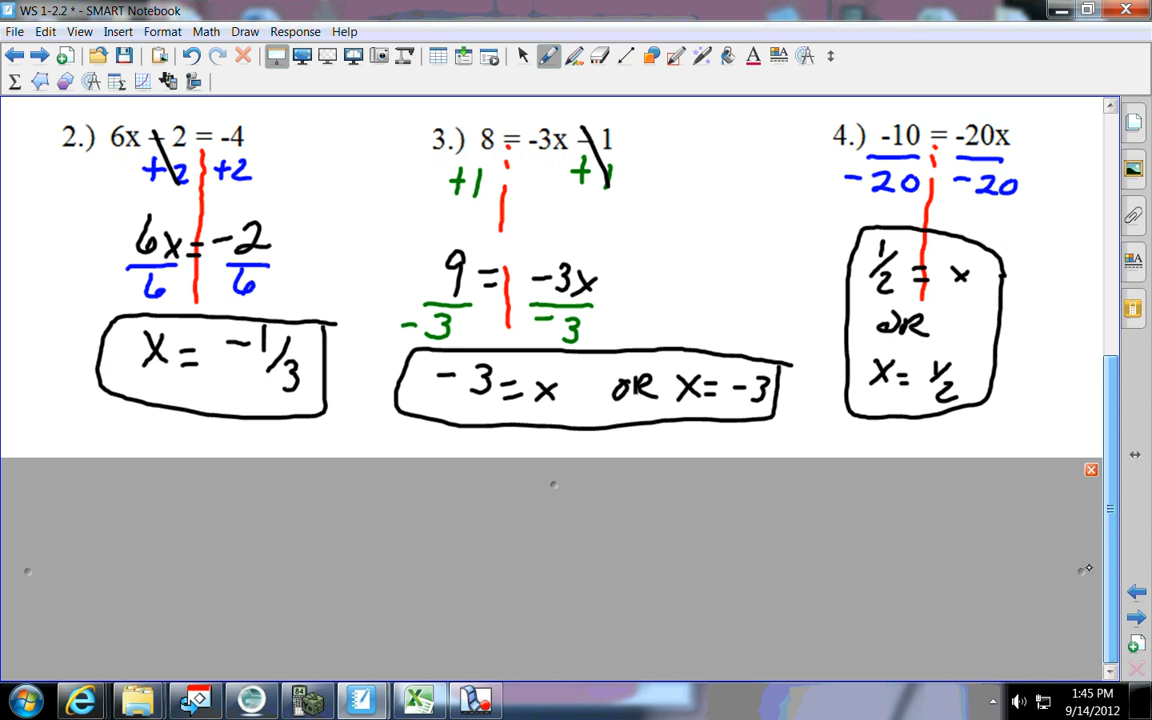 WS 1-2.2 * - SMART Notebook
File Edit View Insert Format Math Draw Response Help
2.) 6x - 2 = -4
+2 +2
6x = -2
6 6
x = -1/3
3.) 8 = -3x - 1
+1 +1
9 = -3x
-3 -3
-3 = x OR x = -3
4.) -10 = -20x
-20 -20
1/2 = x
OR
x = 1/2
1:45 PM
9/14/2012